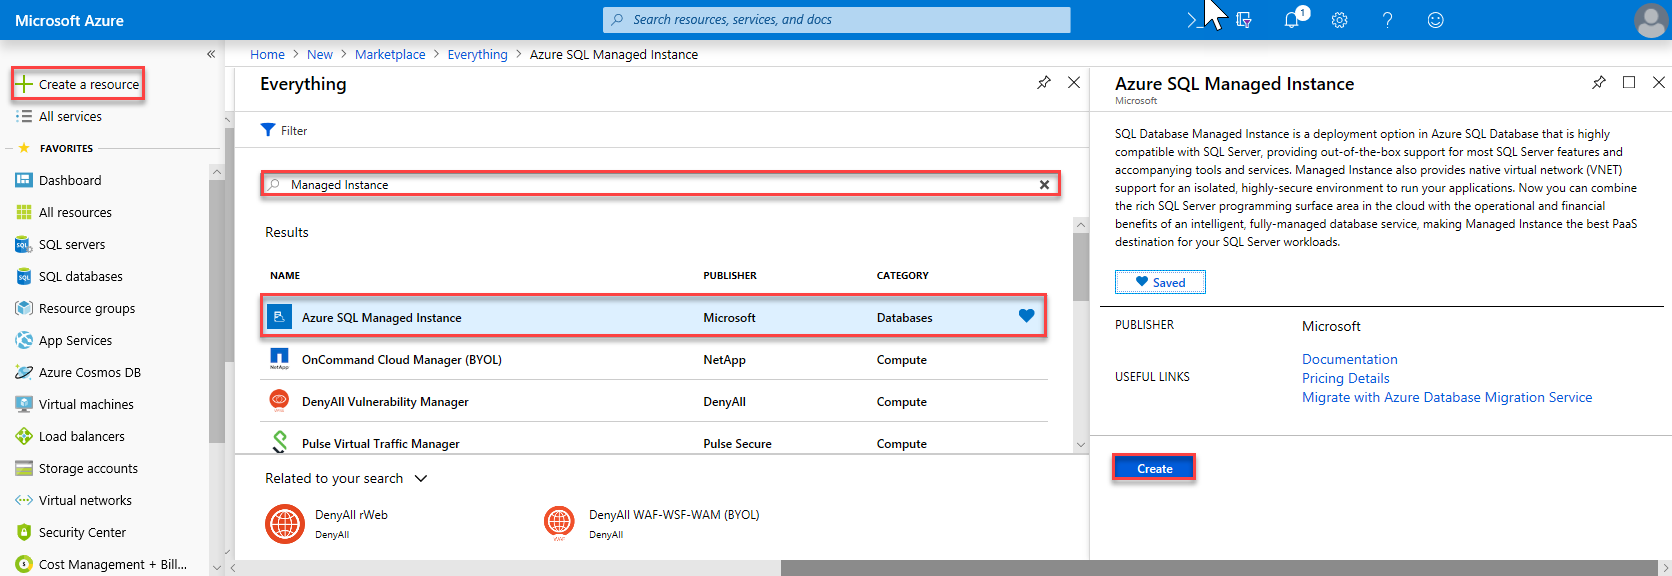 Microsoft Azure
Search resources, services, and docs
1
Create a resource
All services
FAVORITES
Dashboard
All resources
SQL servers
SQL databases
Resource groups
App Services
Azure Cosmos DB
Virtual machines
Load balancers
Storage accounts
Virtual networks
Security Center
Cost Management + Bill...
Home > New > Marketplace > Everything > Azure SQL Managed Instance
Everything
Filter
Managed Instance
Results
NAME PUBLISHER CATEGORY
Azure SQL Managed Instance Microsoft Databases
OnCommand Cloud Manager (BYOL) NetApp Compute
DenyAll Vulnerability Manager DenyAll Compute
Pulse Virtual Traffic Manager Pulse Secure Compute
Related to your search
DenyAll rWeb
DenyAll
DenyAll WAF-WSF-WAM (BYOL)
DenyAll
Azure SQL Managed Instance
Microsoft
SQL Database Managed Instance is a deployment option in Azure SQL Database that is highly
compatible with SQL Server, providing out-of-the-box support for most SQL Server features and
accompanying tools and services. Managed Instance also provides native virtual network (VNET)
support for an isolated, highly-secure environment to run your applications. Now you can combine
the rich SQL Server programming surface area in the cloud with the operational and financial
benefits of an intelligent, fully-managed database service, making Managed Instance the best PaaS
destination for your SQL Server workloads.
Saved
PUBLISHER Microsoft
USEFUL LINKS
Documentation
Pricing Details
Migrate with Azure Database Migration Service
Create